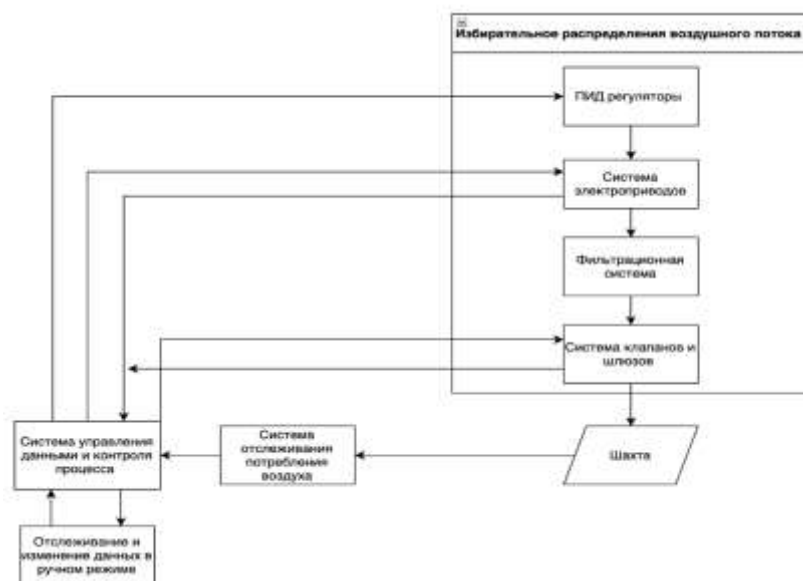 Избирательное распределения воздушного потока
ПИД регуляторы
Система
электроприводов
Фильтрационная
система
Система клапанов и
шлюзов
Шахта
Система
отслеживания
потребления
воздуха
Система управления
данными и контроля
процесса
Отслеживание и
изменение данных в
ручном режиме